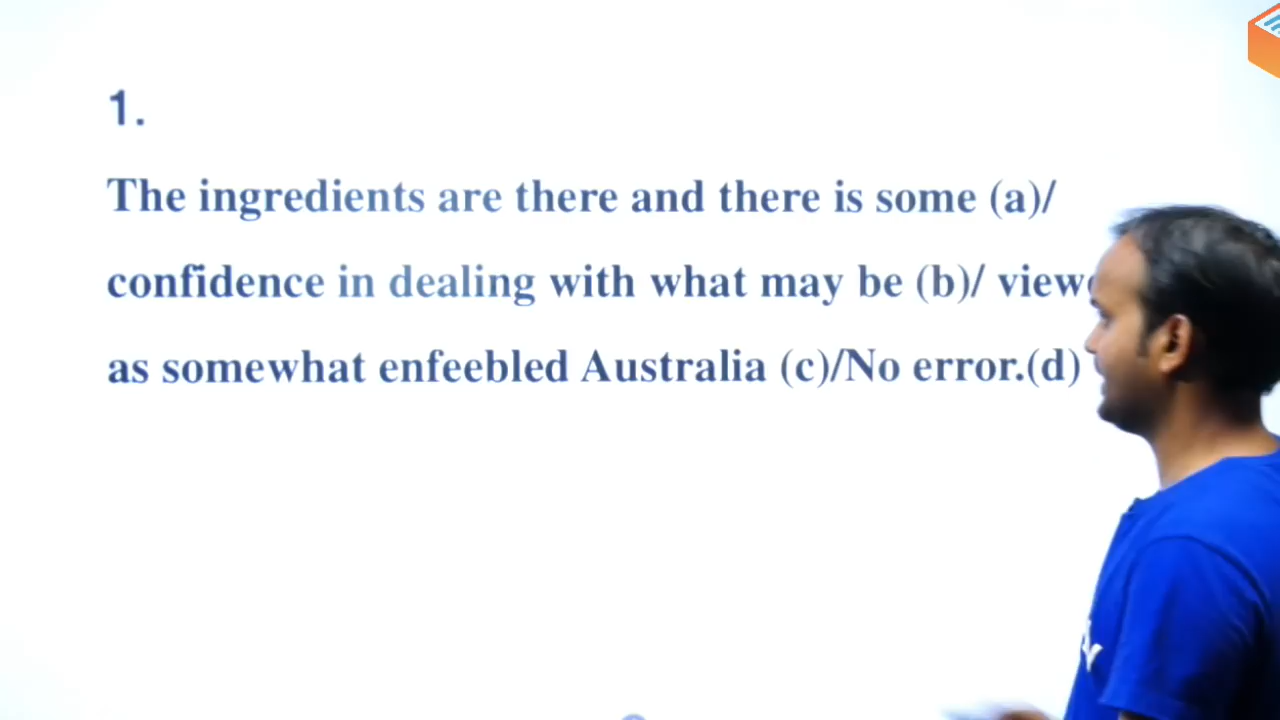 1.
The ingredients are there and there is some (a)/
confidence in dealing with what may be (b)/
as somewhat enfeebled Australia (c)/No error.(d)